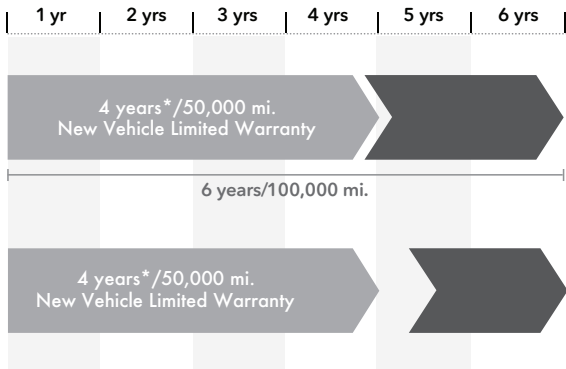 1 yr 2 yrs 3 yrs 4 yrs 5 yrs 6 yrs
4 years*/50,000 mi.
New Vehicle Limited Warranty
6 years/100,000 mi.
4 years*/50,000 mi.
New Vehicle Limited Warranty